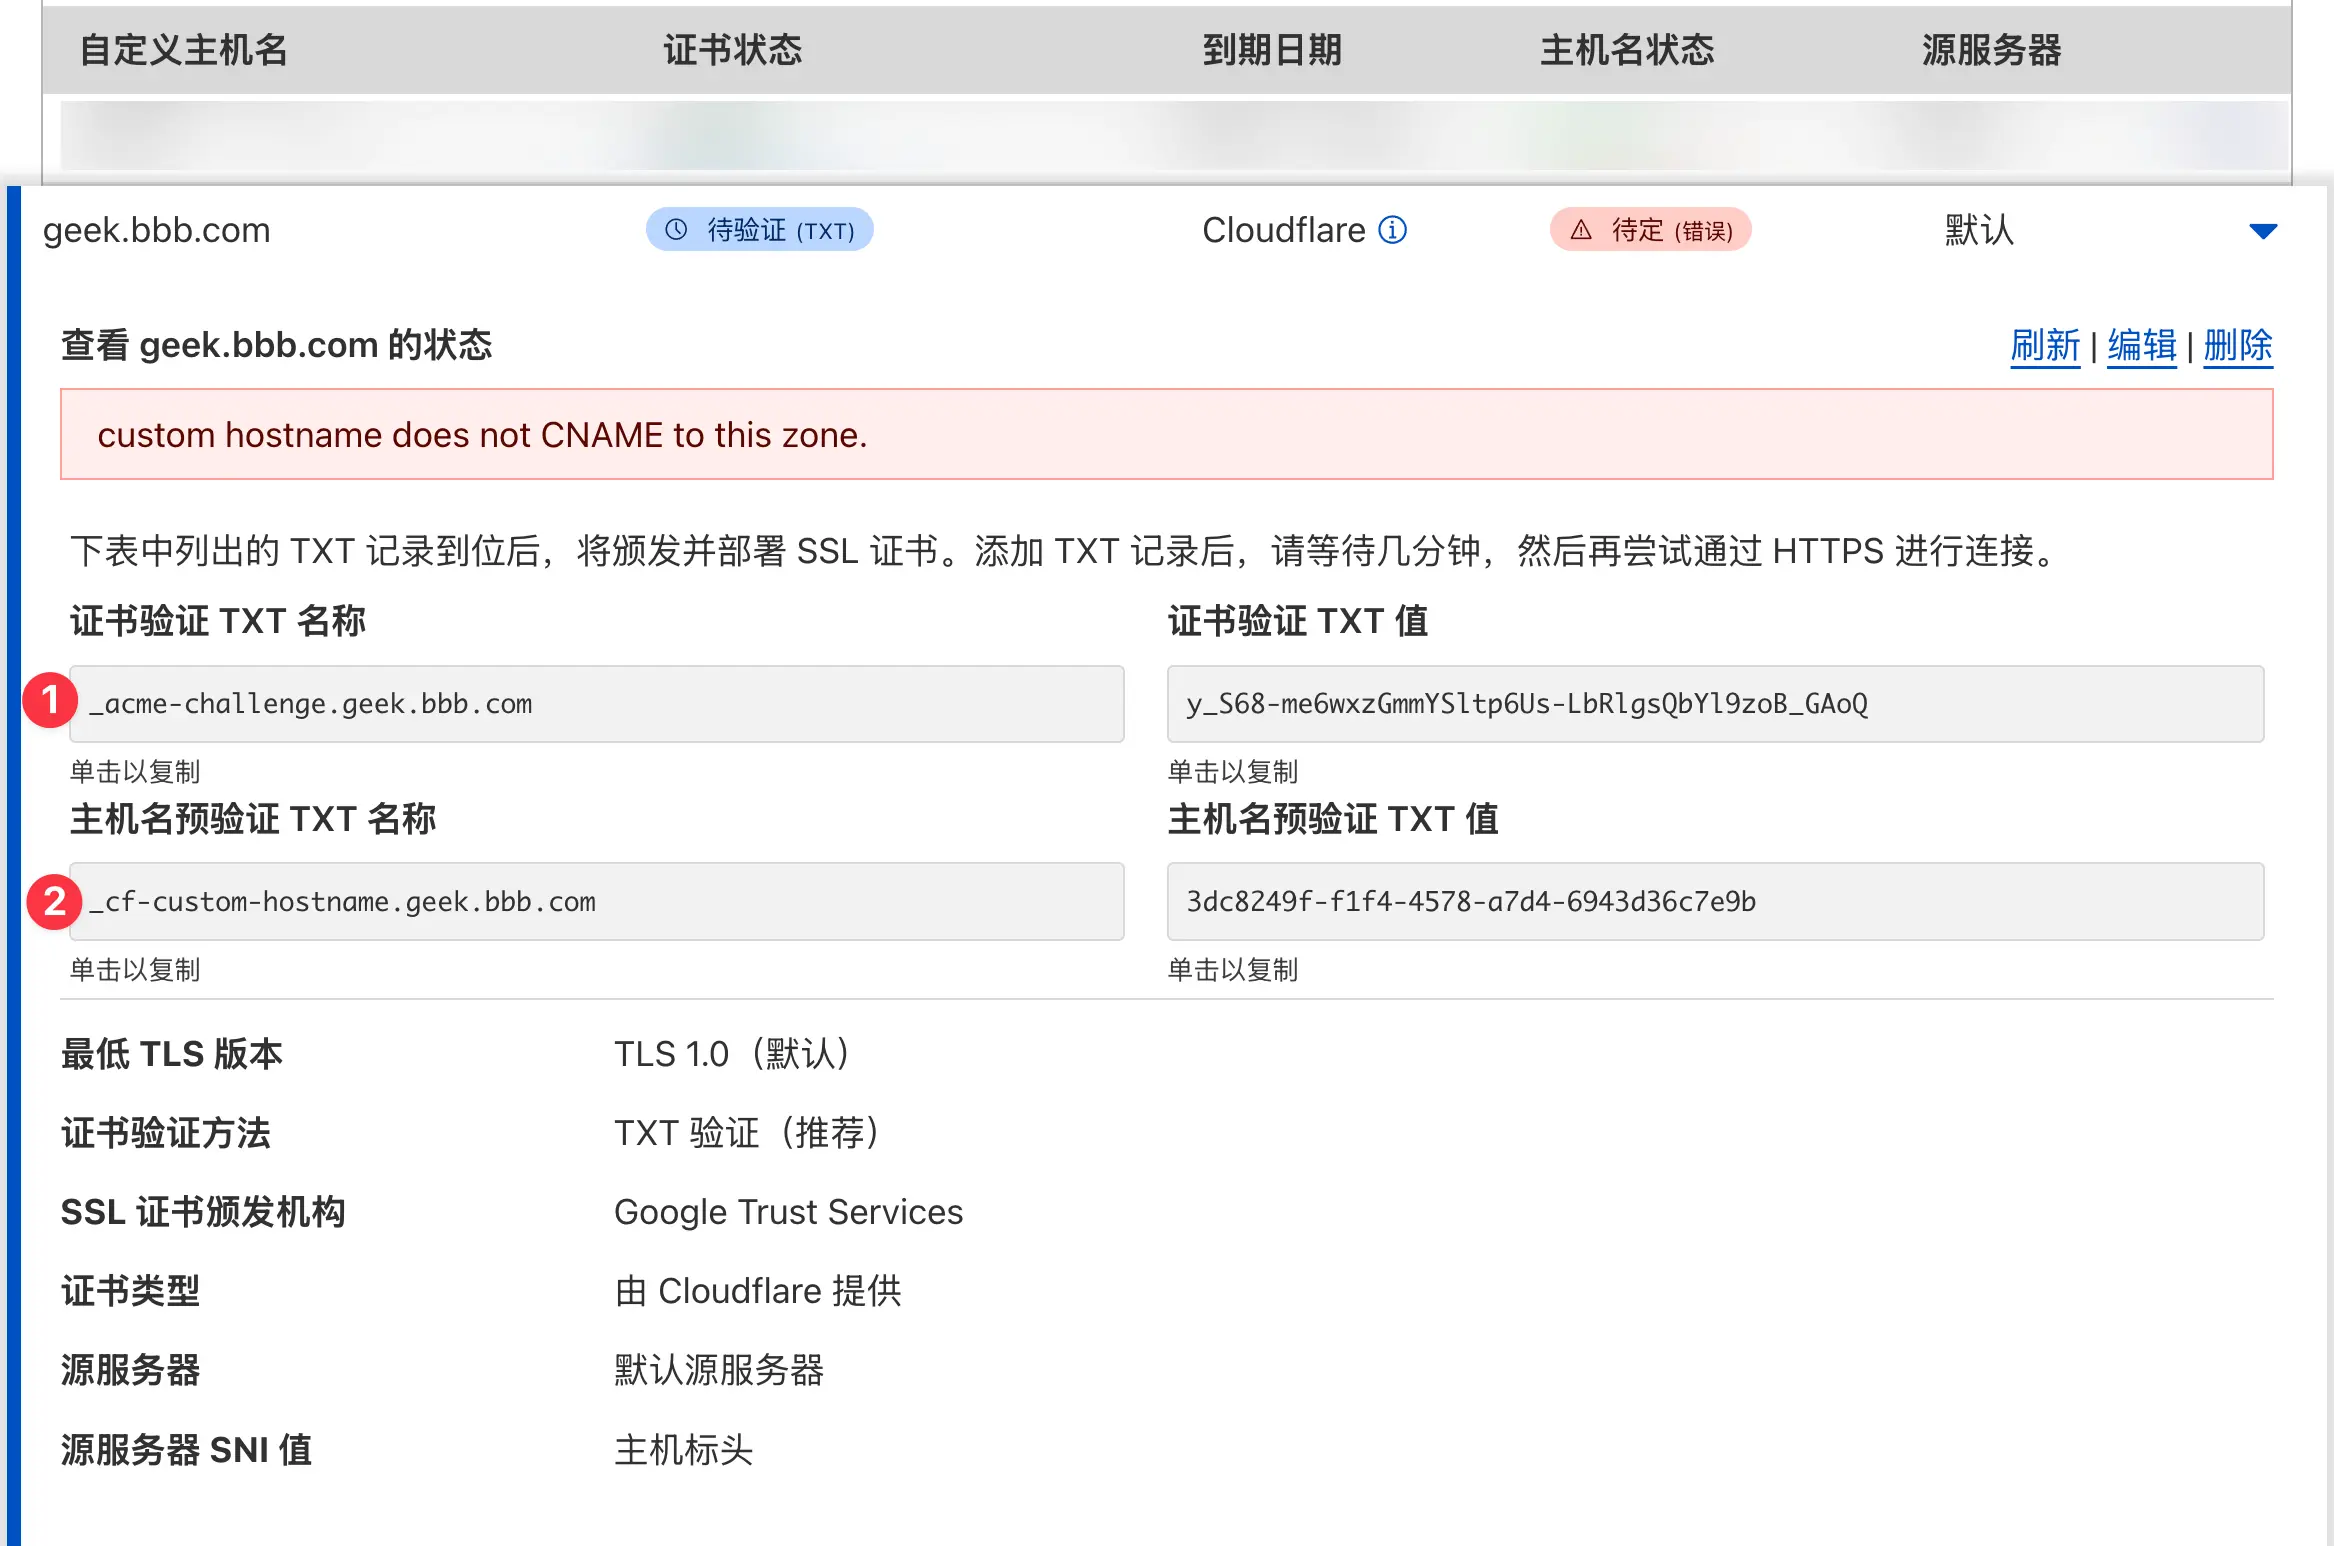 自定义主机名 证书状态 到期日期 主机名状态 源服务器
geek.bbb.com 待验证 (TXT) Cloudflare 待定 (错误) 默认
查看 geek.bbb.com 的状态 刷新 | 编辑 | 删除
custom hostname does not CNAME to this zone.
下表中列出的 TXT 记录到位后，将颁发并部署 SSL 证书。添加 TXT 记录后，请等待几分钟，然后再尝试通过 HTTPS 进行连接。
证书验证 TXT 名称 证书验证 TXT 值
1 _acme-challenge.geek.bbb.com y_S68-me6wxzGmmYSltp6Us-LbRlgsQbYl9zoB_GAoQ
单击以复制 单击以复制
主机名预验证 TXT 名称 主机名预验证 TXT 值
2 _cf-custom-hostname.geek.bbb.com 3dc8249f-f1f4-4578-a7d4-6943d36c7e9b
单击以复制 单击以复制
最低 TLS 版本 TLS 1.0（默认）
证书验证方法 TXT 验证（推荐）
SSL 证书颁发机构 Google Trust Services
证书类型 由 Cloudflare 提供
源服务器 默认源服务器
源服务器 SNI 值 主机标头